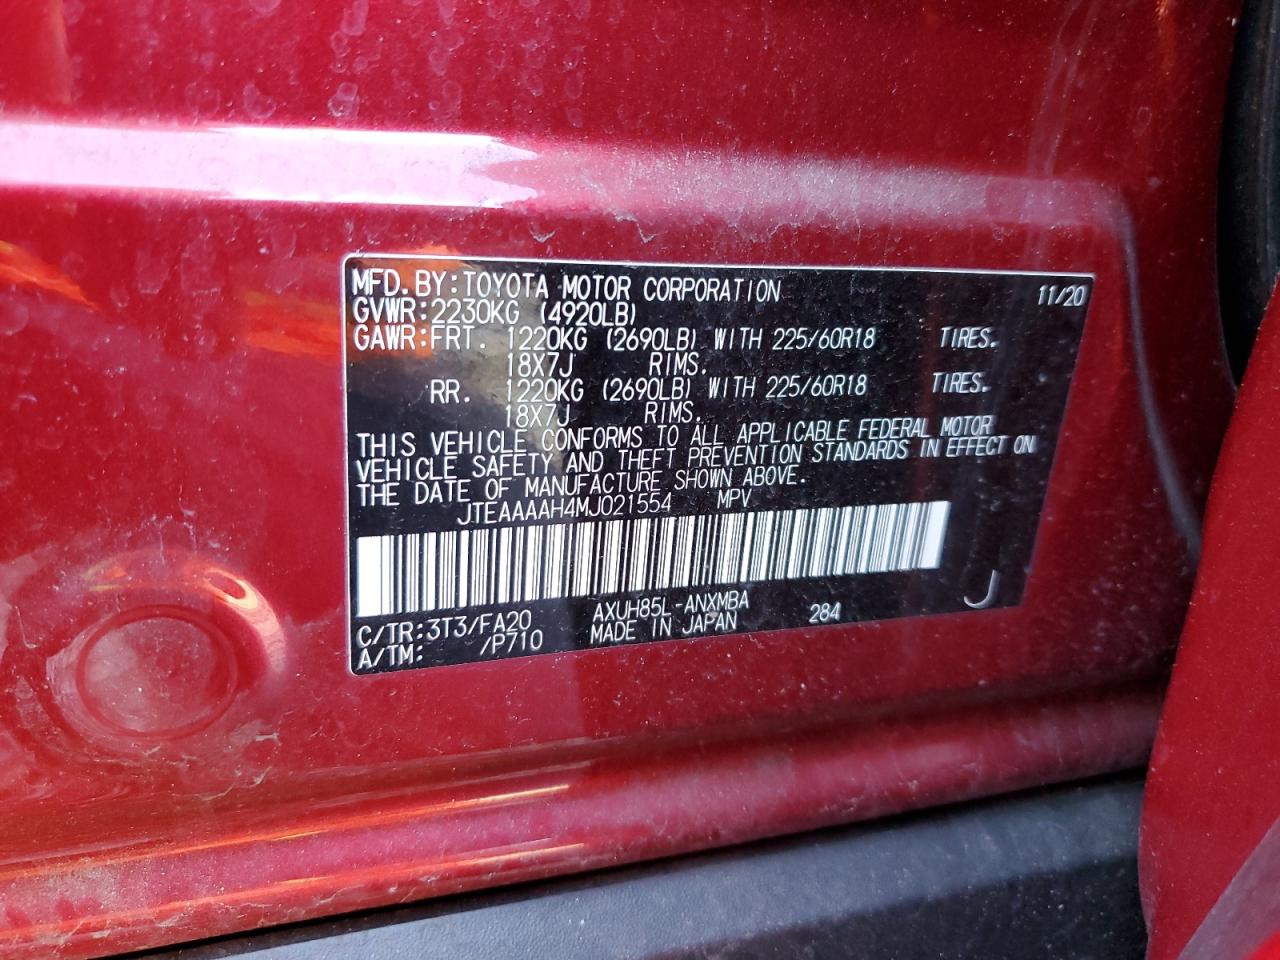 MFD. BY: TOYOTA MOTOR CORPORATION 11/20
GVWR: 2230KG (4920LB)
GAWR: FRT. 1220KG (2690LB) WITH 225/60R18 TIRES.
18X7J RIMS.
RR. 1220KG (2690LB) WITH 225/60R18 TIRES.
18X7J RIMS.
THIS VEHICLE CONFORMS TO ALL APPLICABLE FEDERAL MOTOR
VEHICLE SAFETY AND THEFT PREVENTION STANDARDS IN EFFECT ON
THE DATE OF MANUFACTURE SHOWN ABOVE.
JTEAAAAH4MJ021554 MPV
C/TR: 3T3/FA20 AXUH85L-ANXMBA 284 J
A/TM: /P710 MADE IN JAPAN